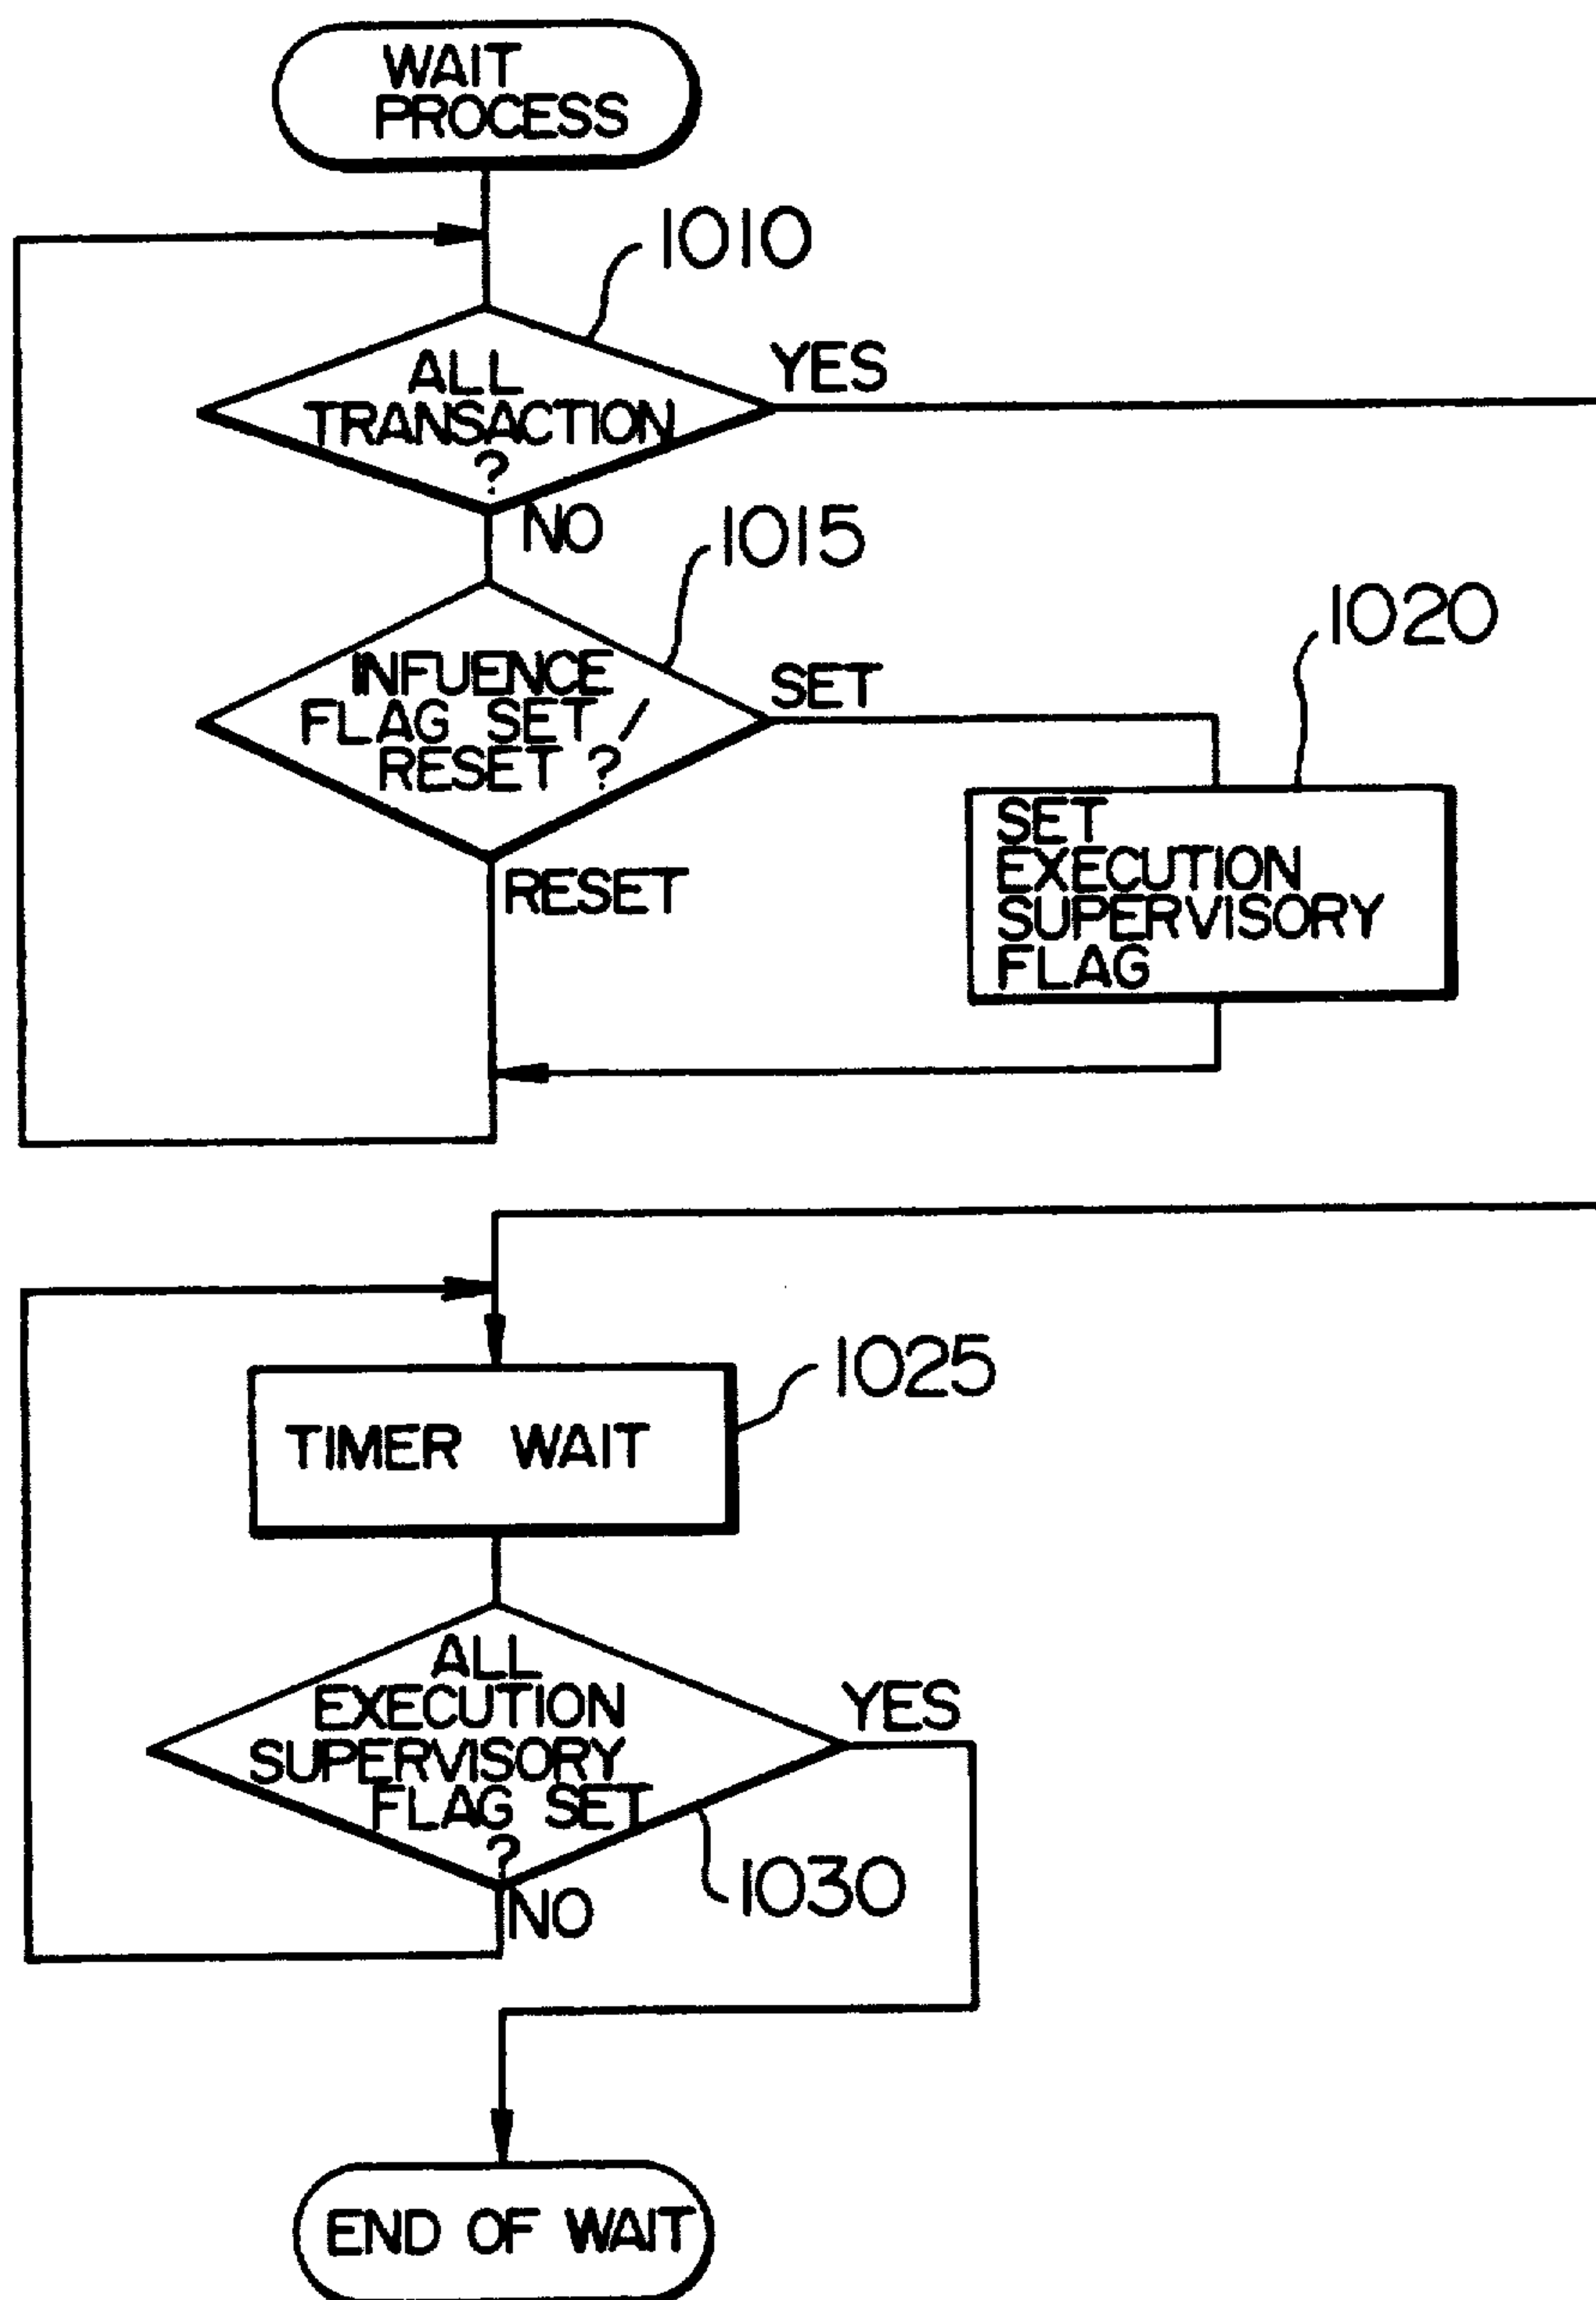 WAIT
PROCESS
1010
ALL
TRANSACTION
?
YES
NO
1015
INFUENCE
FLAG SET /
RESET ?
SET
1020
SET
EXECUTION
SUPERVISORY
FLAG
RESET
1025
TIMER WAIT
ALL
EXECUTION
SUPERVISORY
FLAG SET
?
YES
NO
1030
END OF WAIT